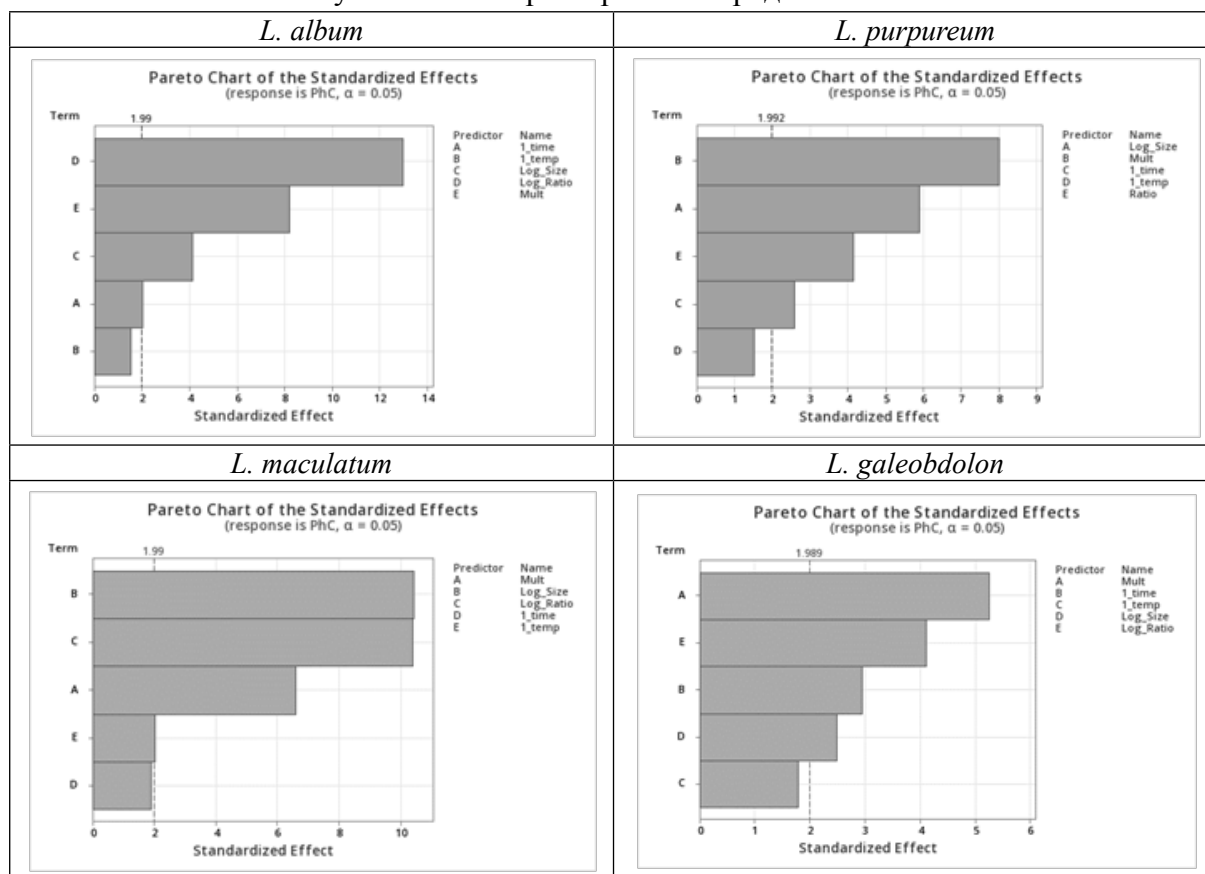 L. album
L. purpureum
Pareto Chart of the Standardized Effects
(response is PhC, α = 0.05)
Term
1.99
D
E
C
A
B
0 2 4 6 8 10 12 14
Standardized Effect
Predictor Name
A 1_time
B 1_temp
C Log_Size
D Log_Ratio
E Mult
Pareto Chart of the Standardized Effects
(response is PhC, α = 0.05)
Term
1.992
B
A
E
C
D
0 1 2 3 4 5 6 7 8 9
Standardized Effect
Predictor Name
A Log_Size
B Mult
C 1_time
D 1_temp
E Ratio
L. maculatum
L. galeobdolon
Pareto Chart of the Standardized Effects
(response is PhC, α = 0.05)
Term
1.99
B
C
A
E
D
0 2 4 6 8 10
Standardized Effect
Predictor Name
A Mult
B Log_Size
C Log_Ratio
D 1_time
E 1_temp
Pareto Chart of the Standardized Effects
(response is PhC, α = 0.05)
Term
1.989
A
E
B
D
C
0 1 2 3 4 5 6
Standardized Effect
Predictor Name
A Mult
B 1_time
C 1_temp
D Log_Size
E Log_Ratio